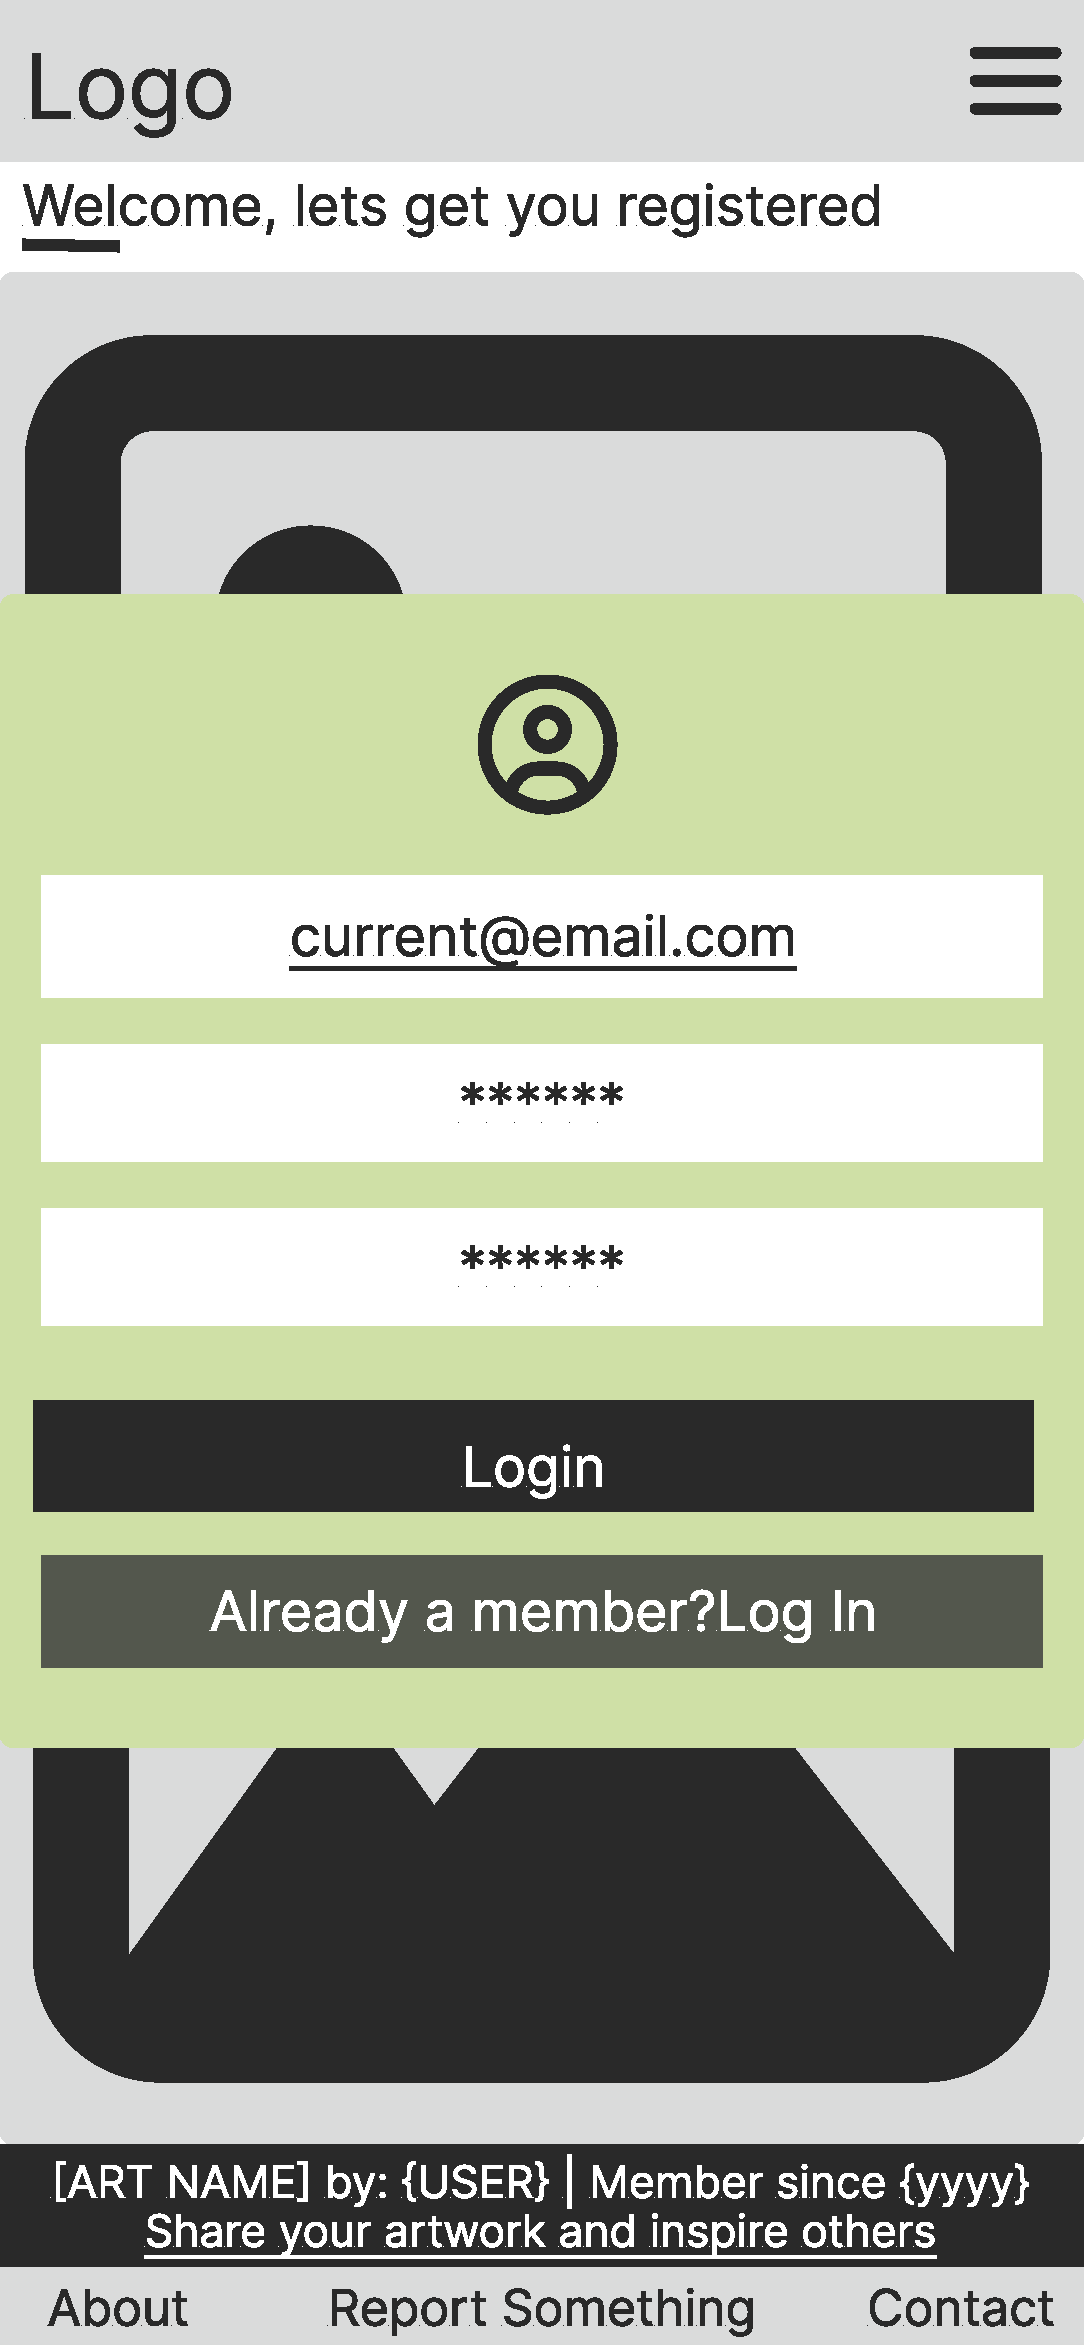 Logo
Welcome, lets get you registered
current@email.com
******
******
Login
Already a member?Log In
[ART NAME] by: {USER} | Member since {yyyy}
Share your artwork and inspire others
About Report Something Contact